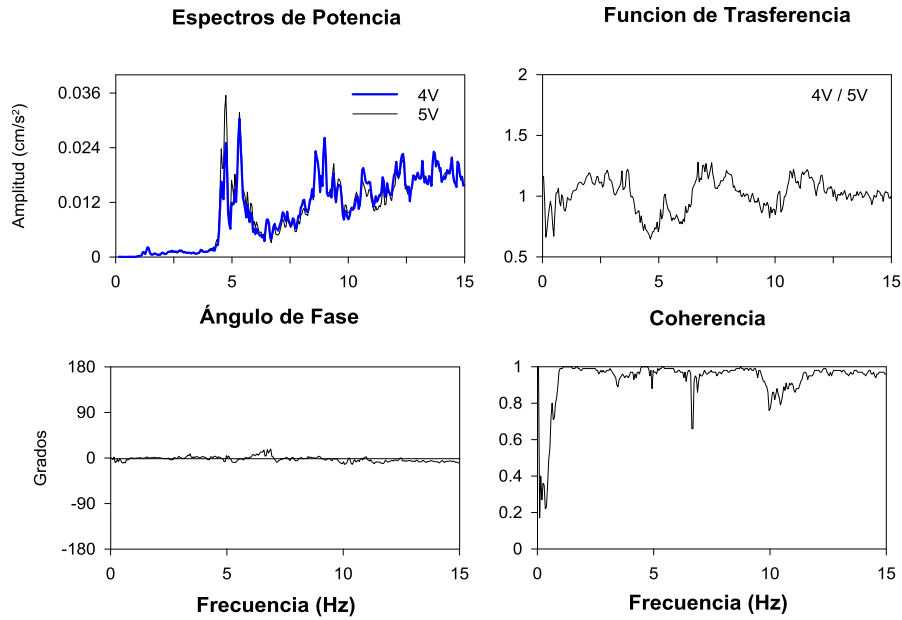 Espectros de Potencia
Amplitud (cm/s²)
0.036
0.024
0.012
0
4V
5V
0 5 10 15
Funcion de Trasferencia
2
1.5
1
0.5
4V / 5V
0 5 10 15
Ángulo de Fase
Grados
180
90
0
-90
-180
0 5 10 15
Frecuencia (Hz)
Coherencia
1
0.8
0.6
0.4
0.2
0
0 5 10 15
Frecuencia (Hz)